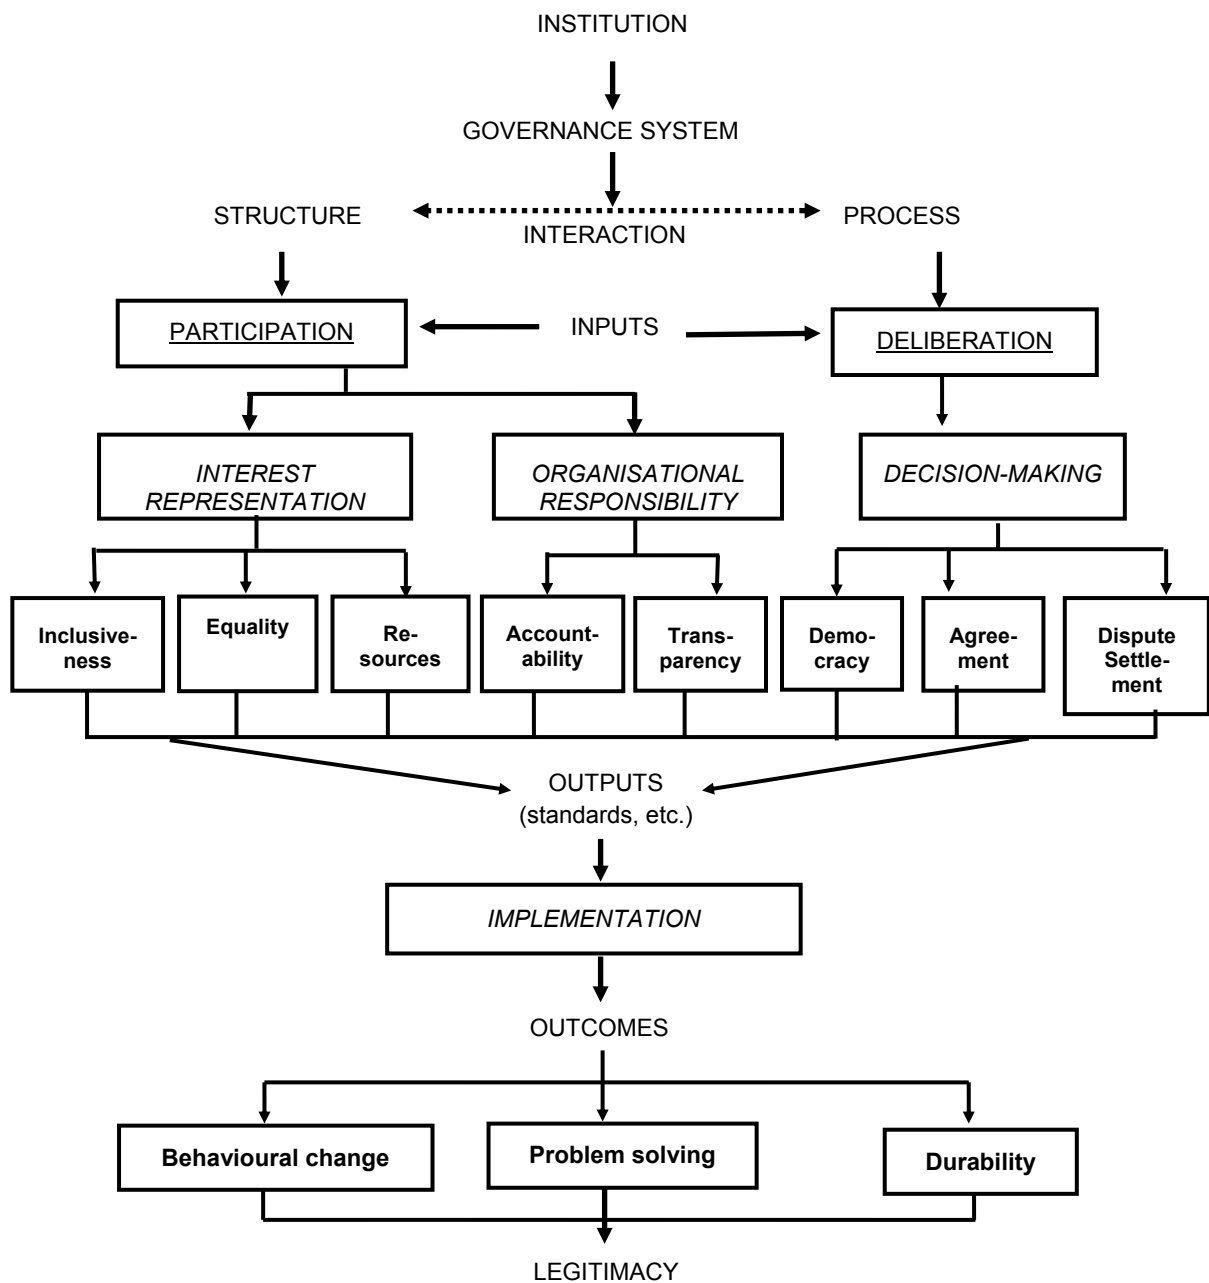 INSTITUTION
GOVERNANCE SYSTEM
STRUCTURE
INTERACTION
PROCESS
PARTICIPATION
INPUTS
DELIBERATION
INTEREST
REPRESENTATION
ORGANISATIONAL
RESPONSIBILITY
DECISION-MAKING
Inclusive-
ness
Equality
Re-
sources
Account-
ability
Trans-
parency
Demo-
cracy
Agree-
ment
Dispute
Settle-
ment
OUTPUTS
(standards, etc.)
IMPLEMENTATION
OUTCOMES
Behavioural change
Problem solving
Durability
LEGITIMACY